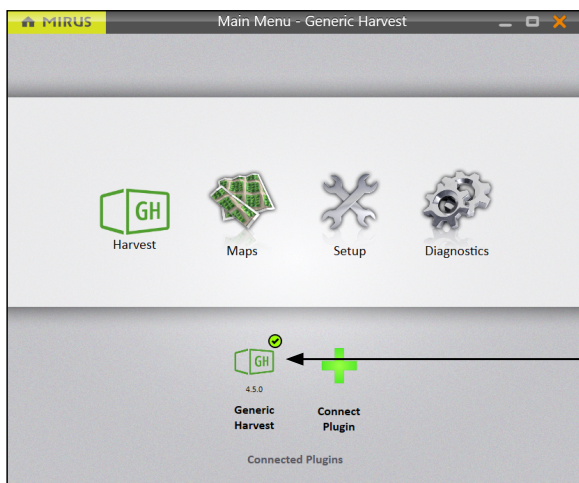 MIRUS
Main Menu - Generic Harvest
GH
Harvest
Maps
Setup
Diagnostics
GH
4.5.0
Generic
Harvest
Connect
Plugin
Connected Plugins